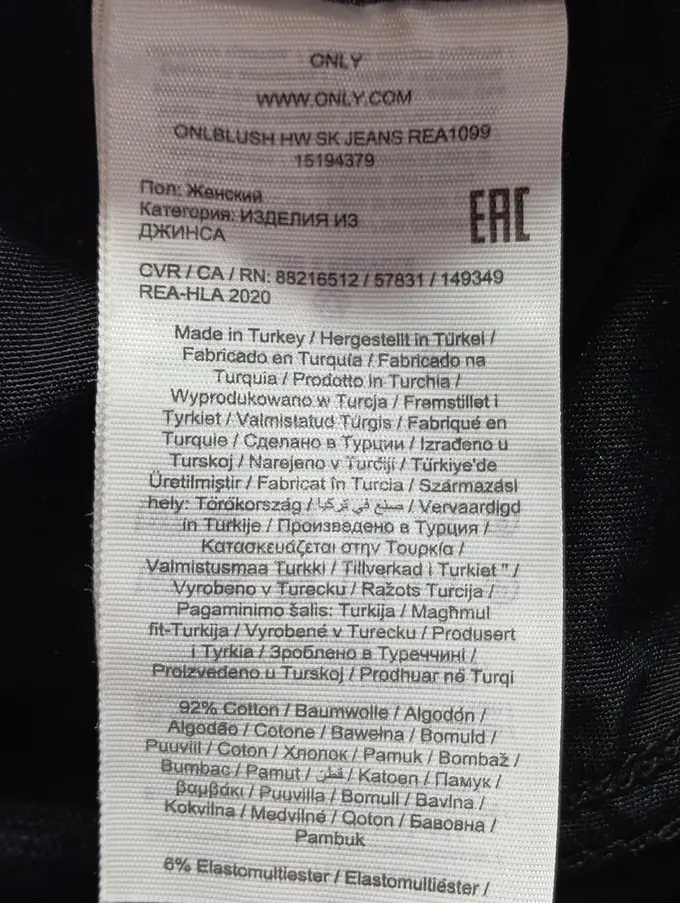 ONLY
WWW.ONLY.COM
ONLBLUSH HW SK JEANS REA1099
15194379
Пол: Женский
Категория: ИЗДЕЛИЯ ИЗ
ДЖИНСА
EAC
CVR / CA / RN: 88216512 / 57831 / 149349
REA-HLA 2020
Made in Turkey / Hergestellt in Türkei /
Fabricado en Turquía / Fabricado na
Turquia / Prodotto in Turchia /
Wyprodukowano w Turcja / Fremstillet i
Tyrkiet / Valmistatud Türgis / Fabriqué en
Turquie / Сделано в Турции / Izrađeno u
Turskoj / Narejeno v Turčiji / Türkiye'de
Üretilmiştir / Fabricat în Turcia / Származási
hely: Törökország / صنع في تركيا / Vervaardigd
in Turkije / Произведено в Турция /
Κατασκευάζεται στην Τουρκία /
Valmistusmaa Turkki / Tillverkad i Turkiet " /
Vyrobeno v Turecku / Ražots Turcija /
Pagaminimo šalis: Turkija / Magħmul
fit-Turkija / Vyrobené v Turecku / Produsert
i Tyrkia / Зроблено в Туреччині /
Proizvedeno u Turskoj / Prodhuar në Turqi
92% Cotton / Baumwolle / Algodón /
Algodão / Cotone / Bawełna / Bomuld /
Puuvill / Coton / Хлопок / Pamuk / Bombaž /
Bumbac / Pamut / قطن / Katoen / Памук /
Βαμβάκι / Puuvilla / Bomull / Bavlna /
Kokvilna / Medvilnė / Qoton / Бавовна /
Pambuk
6% Elastomultiester / Elastomultiéster /